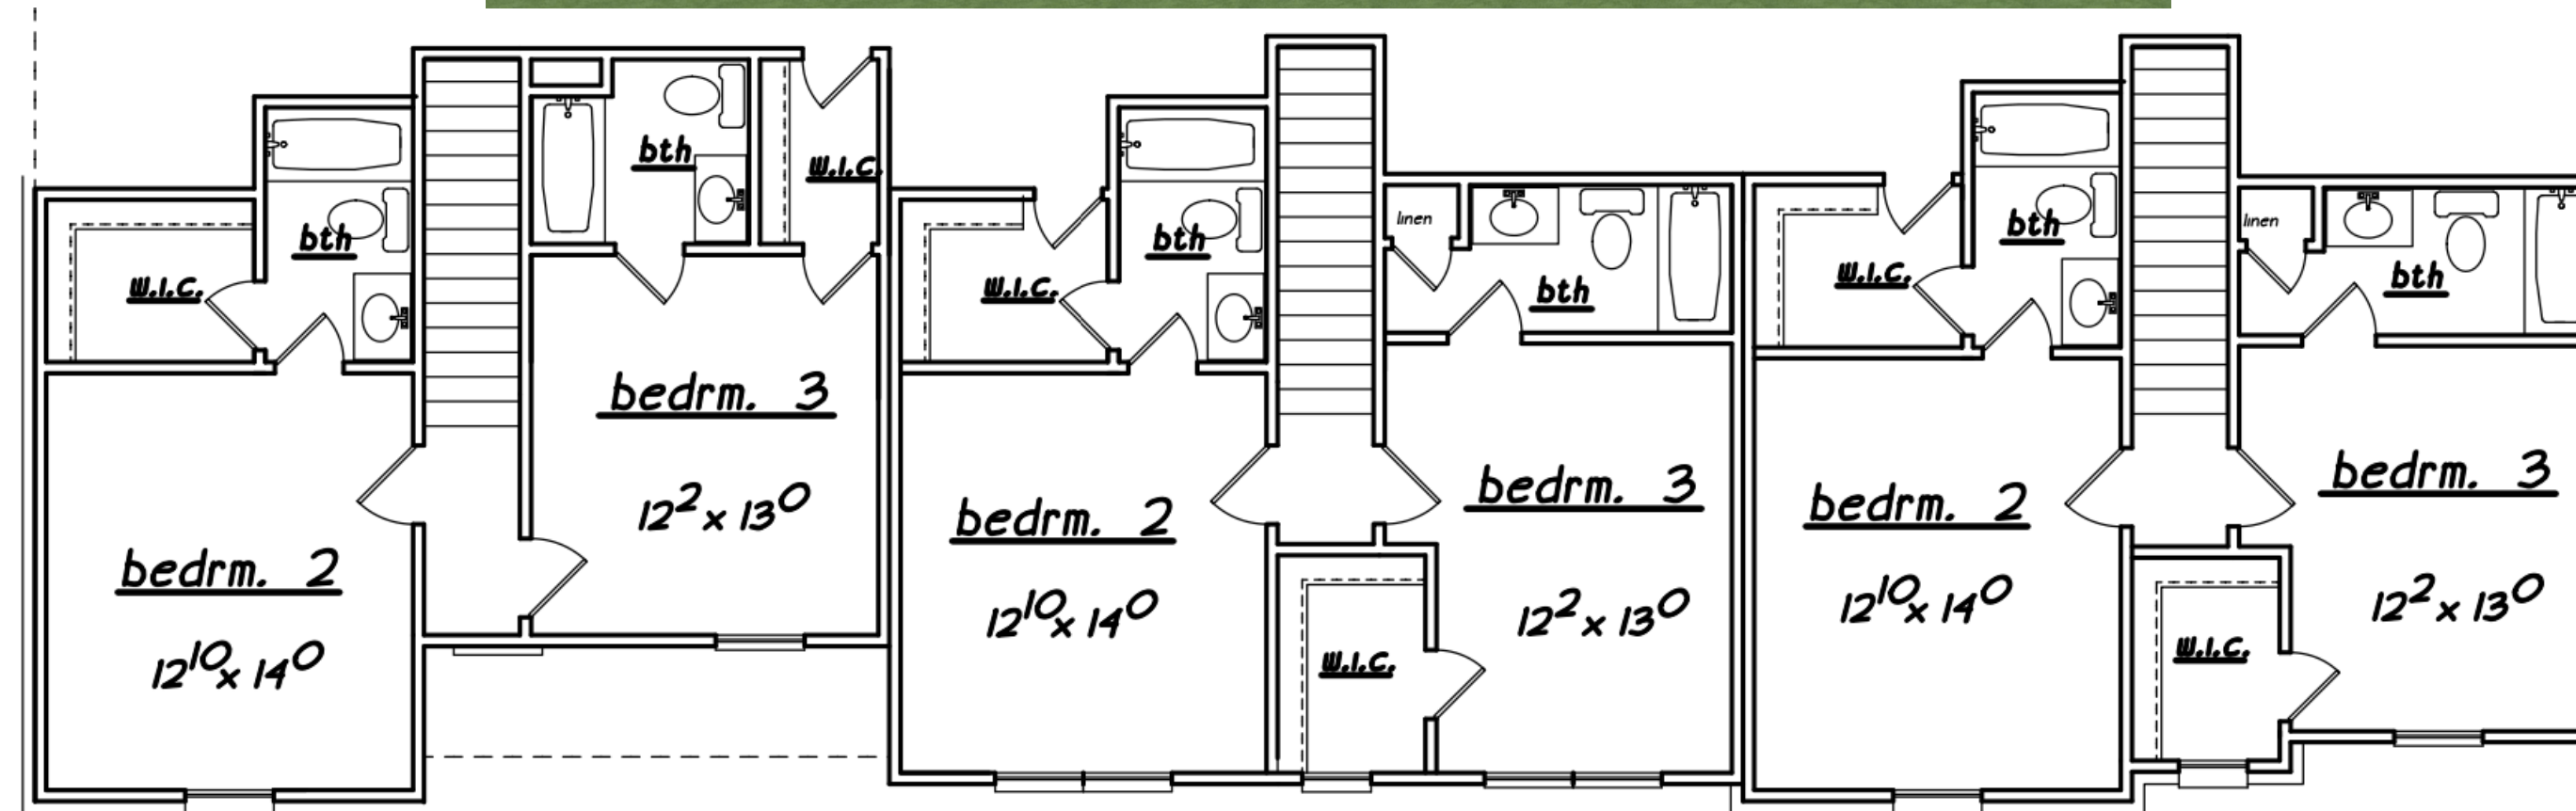 bth
w.i.c.
bedrm. 2
12¹⁰ x 14⁰
bth
w.i.c.
bedrm. 3
12² x 13⁰
bth
w.i.c.
bedrm. 2
12¹⁰ x 14⁰
linen
bth
bedrm. 3
12² x 13⁰
w.i.c.
bth
w.i.c.
bedrm. 2
12¹⁰ x 14⁰
linen
bth
bedrm. 3
12² x 13⁰
w.i.c.